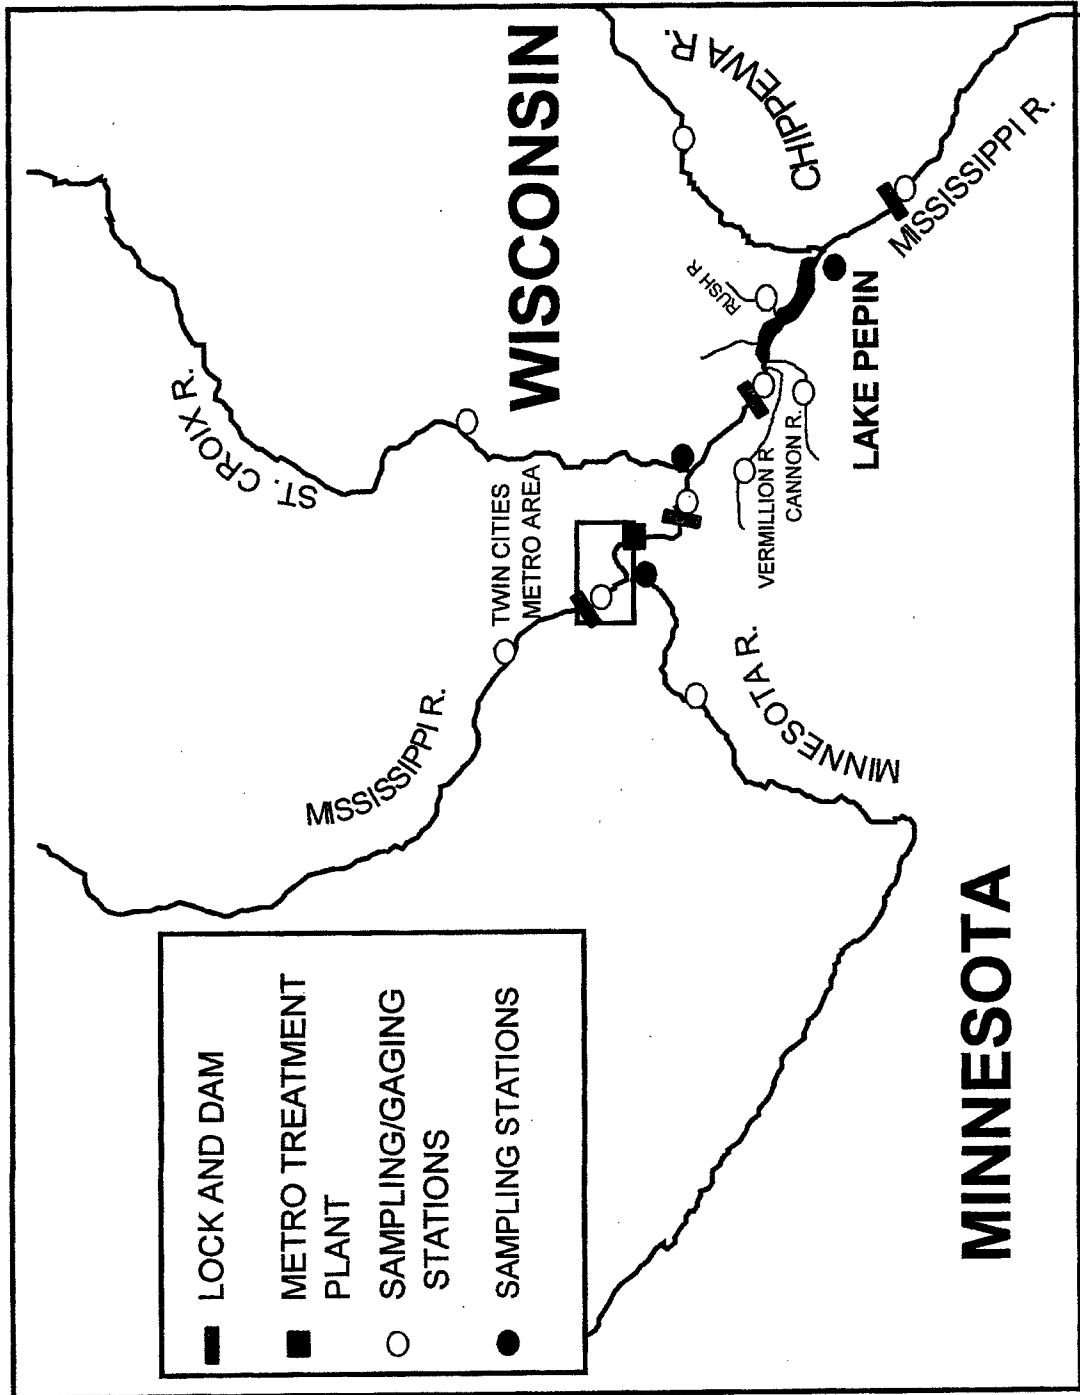 WISCONSIN
CHIPPEWA R.
ST. CROIX R.
RUSH R
MISSISSIPPI R.
LAKE PEPIN
TWIN CITIES
METRO AREA
VERMILLION R
CANNON R.
MISSISSIPPI R.
MINNESOTA R.
MINNESOTA
LOCK AND DAM
METRO TREATMENT
PLANT
SAMPLING/GAGING
STATIONS
SAMPLING STATIONS